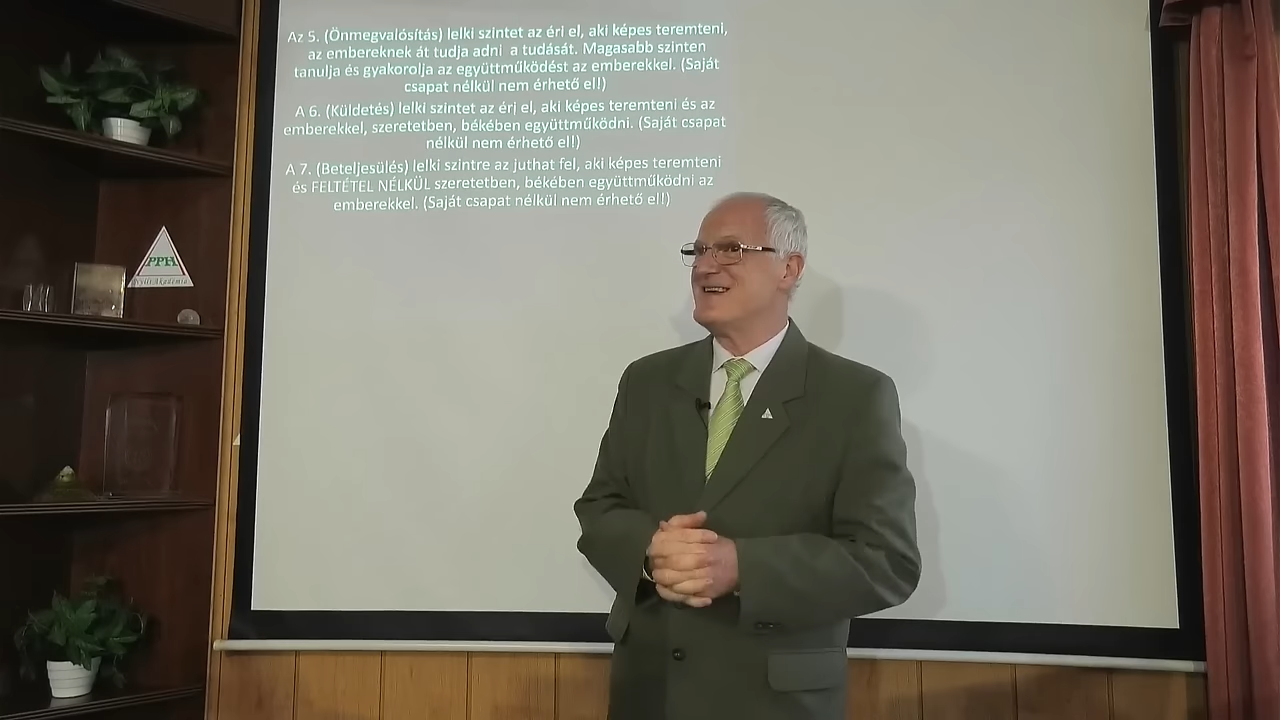 Az 5. (Önmegvalósítás) lelki szintet az éri el, aki képes teremteni,
az embereknek át tudja adni a tudását. Magasabb szinten
tanulja és gyakorolja az együttműködést az emberekkel. (Saját
csapat nélkül nem érhető el!)
A 6. (Küldetés) lelki szintet az éri el, aki képes teremteni és az
emberekkel, szeretetben, békében együttműködni. (Saját csapat
nélkül nem érhető el!)
A 7. (Beteljesülés) lelki szintre az juthat fel, aki képes teremteni
és FELTÉTEL NÉLKÜL szeretetben, békében együttműködni az
emberekkel. (Saját csapat nélkül nem érhető el!)
PPH
Nyílt Akadémia